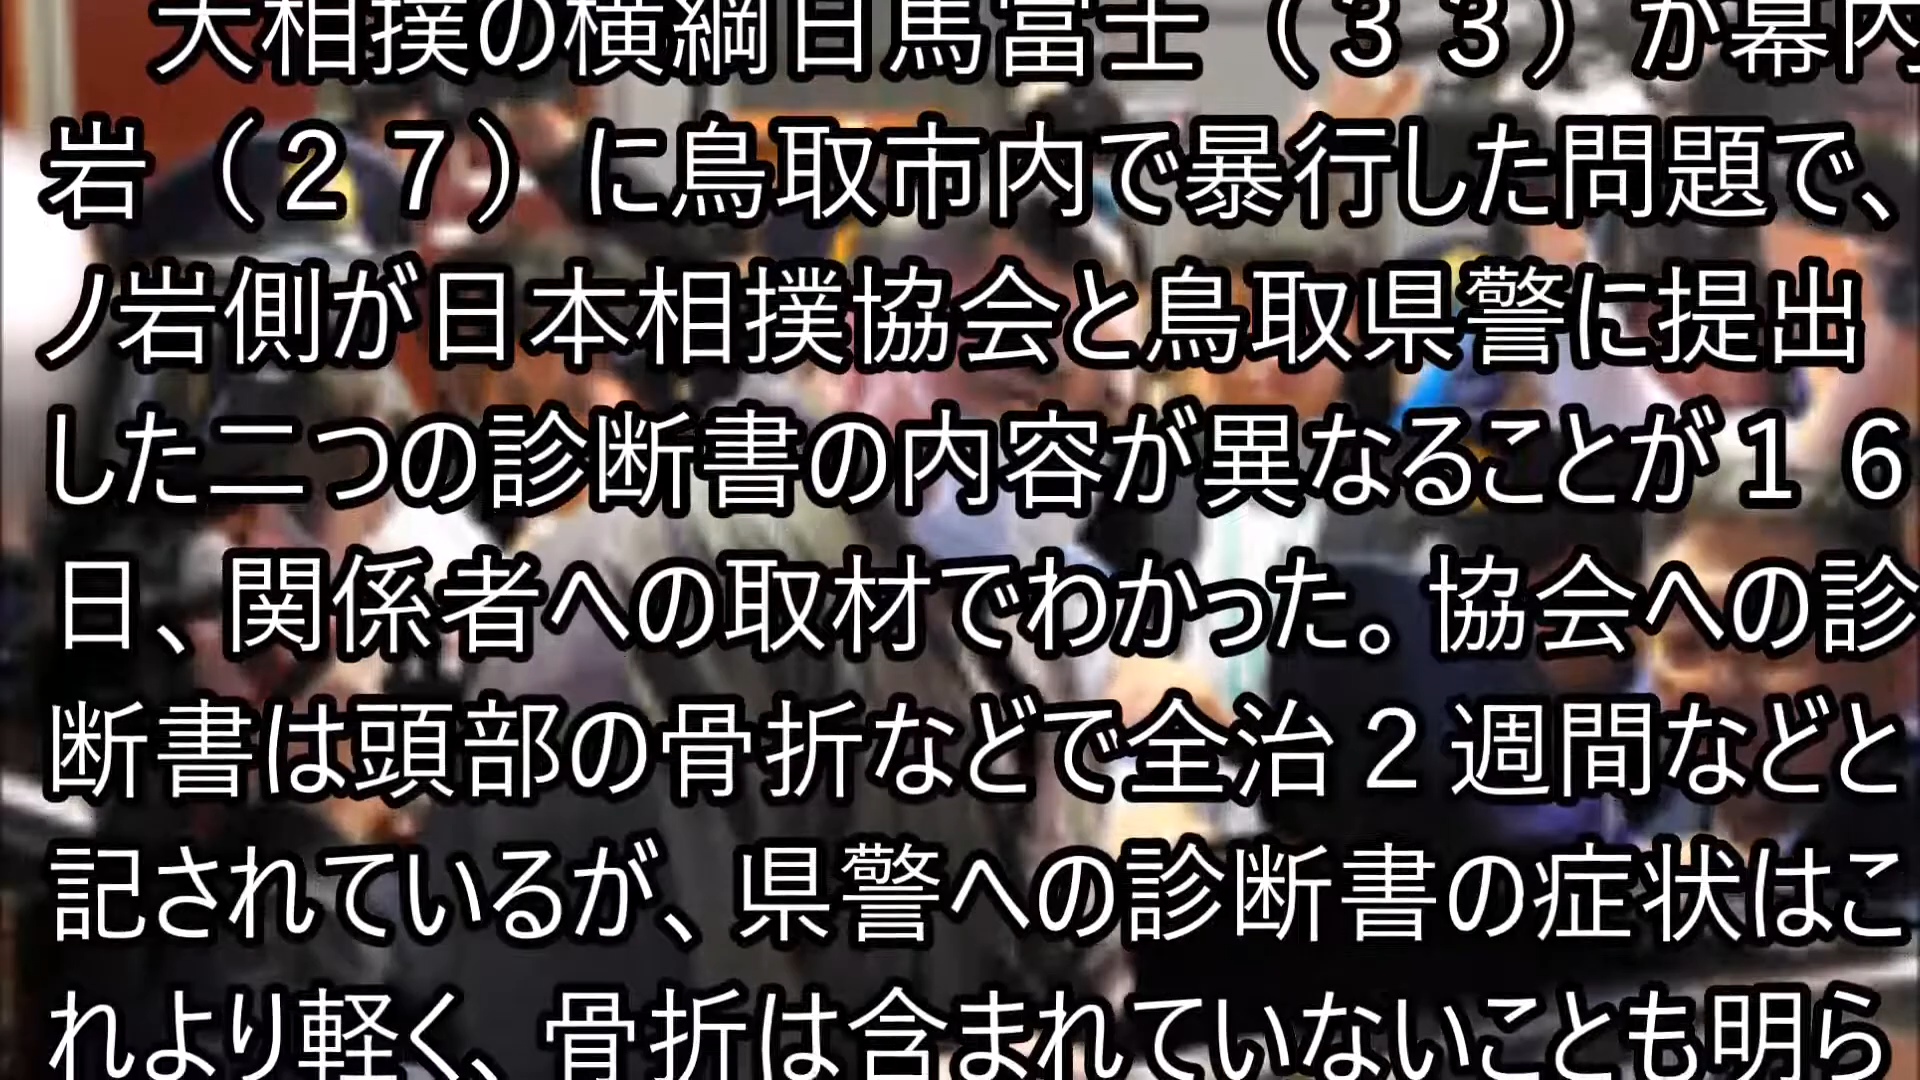 大相撲の横綱日馬富士（３３）が幕内
岩（２７）に鳥取市内で暴行した問題で、
ノ岩側が日本相撲協会と鳥取県警に提出
した二つの診断書の内容が異なることが１６
日、関係者への取材でわかった。協会への診
断書は頭部の骨折などで全治２週間などと
記されているが、県警への診断書の症状はこ
れより軽く、骨折は含まれていないことも明ら